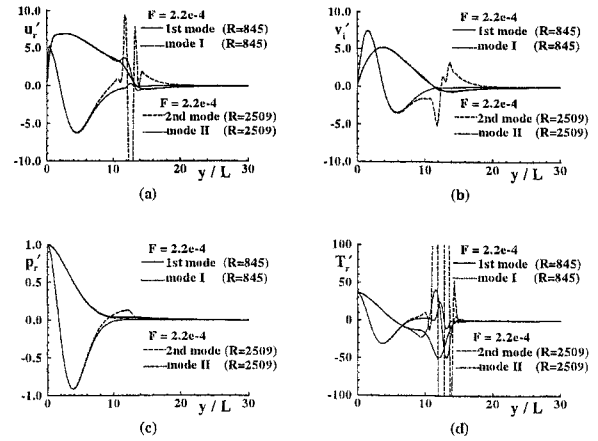 10.0
u_r'
5.0
0.0
-5.0
-10.0
F = 2.2e-4
1st mode (R=845)
mode I (R=845)
F = 2.2e-4
2nd mode (R=2509)
mode II (R=2509)
0 10 20 30
y / L
(a)
10.0
v_i'
5.0
0.0
-5.0
-10.0
F = 2.2e-4
1st mode (R=845)
mode I (R=845)
F = 2.2e-4
2nd mode (R=2509)
mode II (R=2509)
0 10 20 30
y / L
(b)
1.0
p_r'
0.5
0.0
-0.5
-1.0
F = 2.2e-4
1st mode (R=845)
mode I (R=845)
F = 2.2e-4
2nd mode (R=2509)
mode II (R=2509)
0 10 20 30
y / L
(c)
100
T_r'
50
0
-50
-100
F = 2.2e-4
1st mode (R=845)
mode I (R=845)
F = 2.2e-4
2nd mode (R=2509)
mode II (R=2509)
0 10 20 30
y / L
(d)